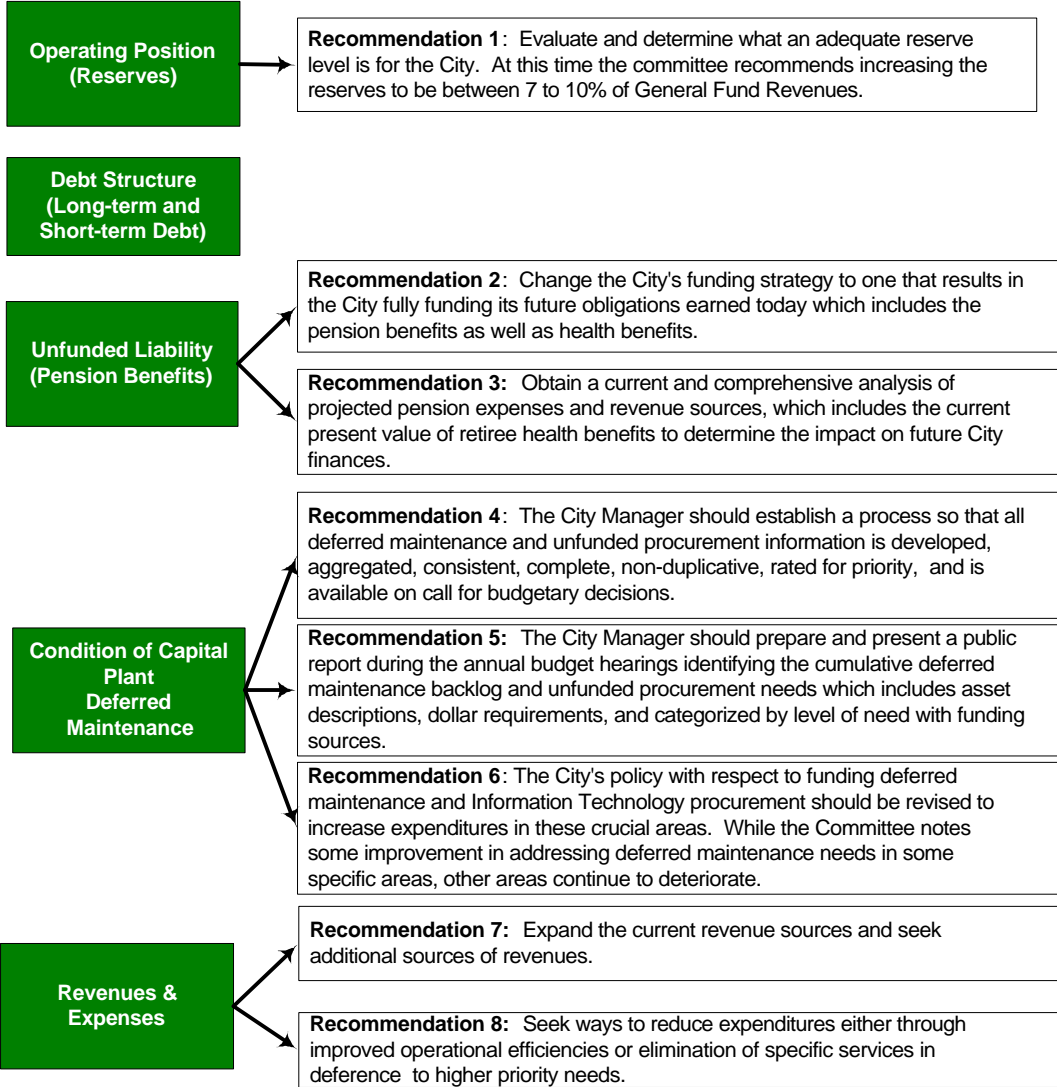 Operating Position
(Reserves)
Recommendation 1: Evaluate and determine what an adequate reserve
level is for the City. At this time the committee recommends increasing the
reserves to be between 7 to 10% of General Fund Revenues.
Debt Structure
(Long-term and
Short-term Debt)
Unfunded Liability
(Pension Benefits)
Recommendation 2: Change the City's funding strategy to one that results in
the City fully funding its future obligations earned today which includes the
pension benefits as well as health benefits.
Recommendation 3: Obtain a current and comprehensive analysis of
projected pension expenses and revenue sources, which includes the current
present value of retiree health benefits to determine the impact on future City
finances.
Condition of Capital
Plant
Deferred
Maintenance
Recommendation 4: The City Manager should establish a process so that all
deferred maintenance and unfunded procurement information is developed,
aggregated, consistent, complete, non-duplicative, rated for priority, and is
available on call for budgetary decisions.
Recommendation 5: The City Manager should prepare and present a public
report during the annual budget hearings identifying the cumulative deferred
maintenance backlog and unfunded procurement needs which includes asset
descriptions, dollar requirements, and categorized by level of need with funding
sources.
Recommendation 6: The City's policy with respect to funding deferred
maintenance and Information Technology procurement should be revised to
increase expenditures in these crucial areas. While the Committee notes
some improvement in addressing deferred maintenance needs in some
specific areas, other areas continue to deteriorate.
Revenues &
Expenses
Recommendation 7: Expand the current revenue sources and seek
additional sources of revenues.
Recommendation 8: Seek ways to reduce expenditures either through
improved operational efficiencies or elimination of specific services in
deference to higher priority needs.